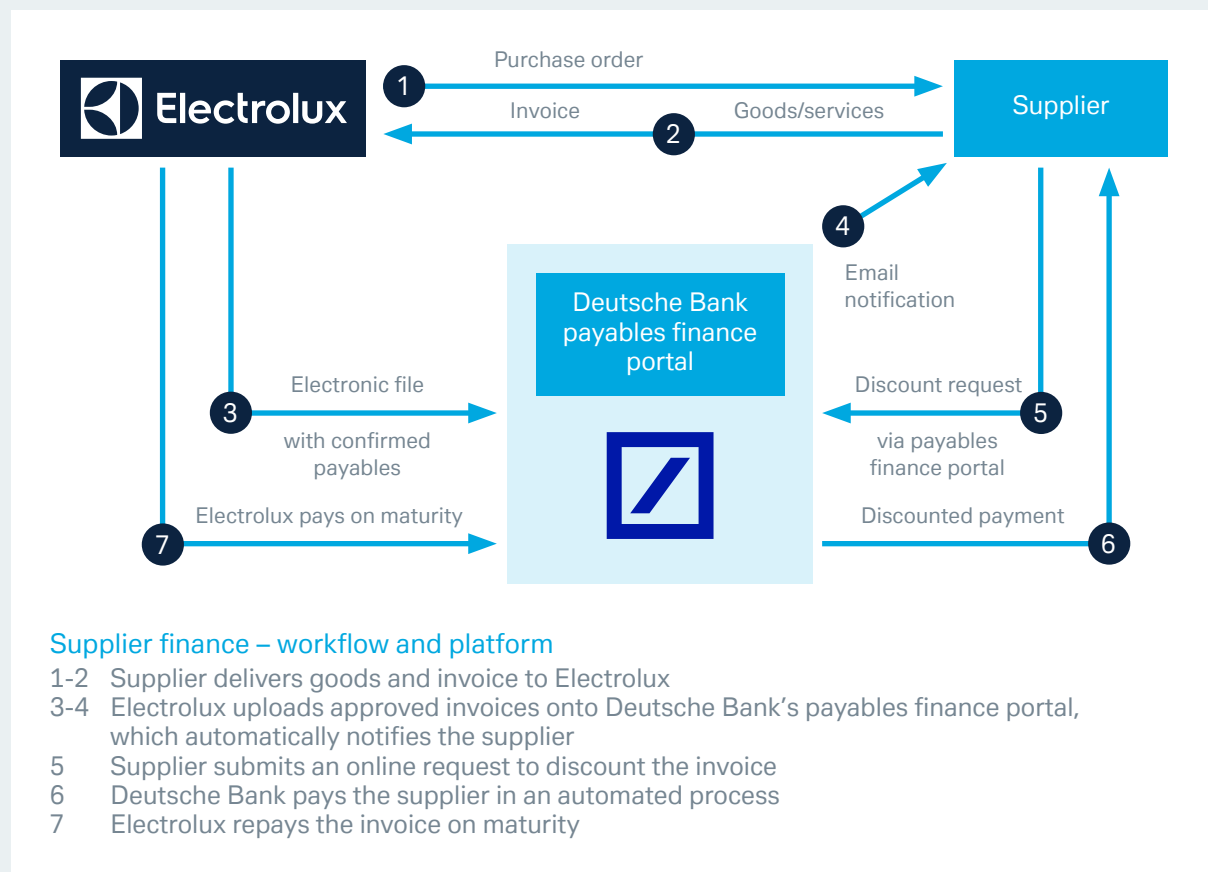 Purchase order
Electrolux
1
Supplier
Invoice
Goods/services
2
4
Email
notification
Deutsche Bank
payables finance
portal
Electronic file
3
with confirmed
payables
Discount request
5
via payables
finance portal
Electrolux pays on maturity
7
Discounted payment
6
Supplier finance – workflow and platform
1-2 Supplier delivers goods and invoice to Electrolux
3-4 Electrolux uploads approved invoices onto Deutsche Bank’s payables finance portal,
which automatically notifies the supplier
5 Supplier submits an online request to discount the invoice
6 Deutsche Bank pays the supplier in an automated process
7 Electrolux repays the invoice on maturity